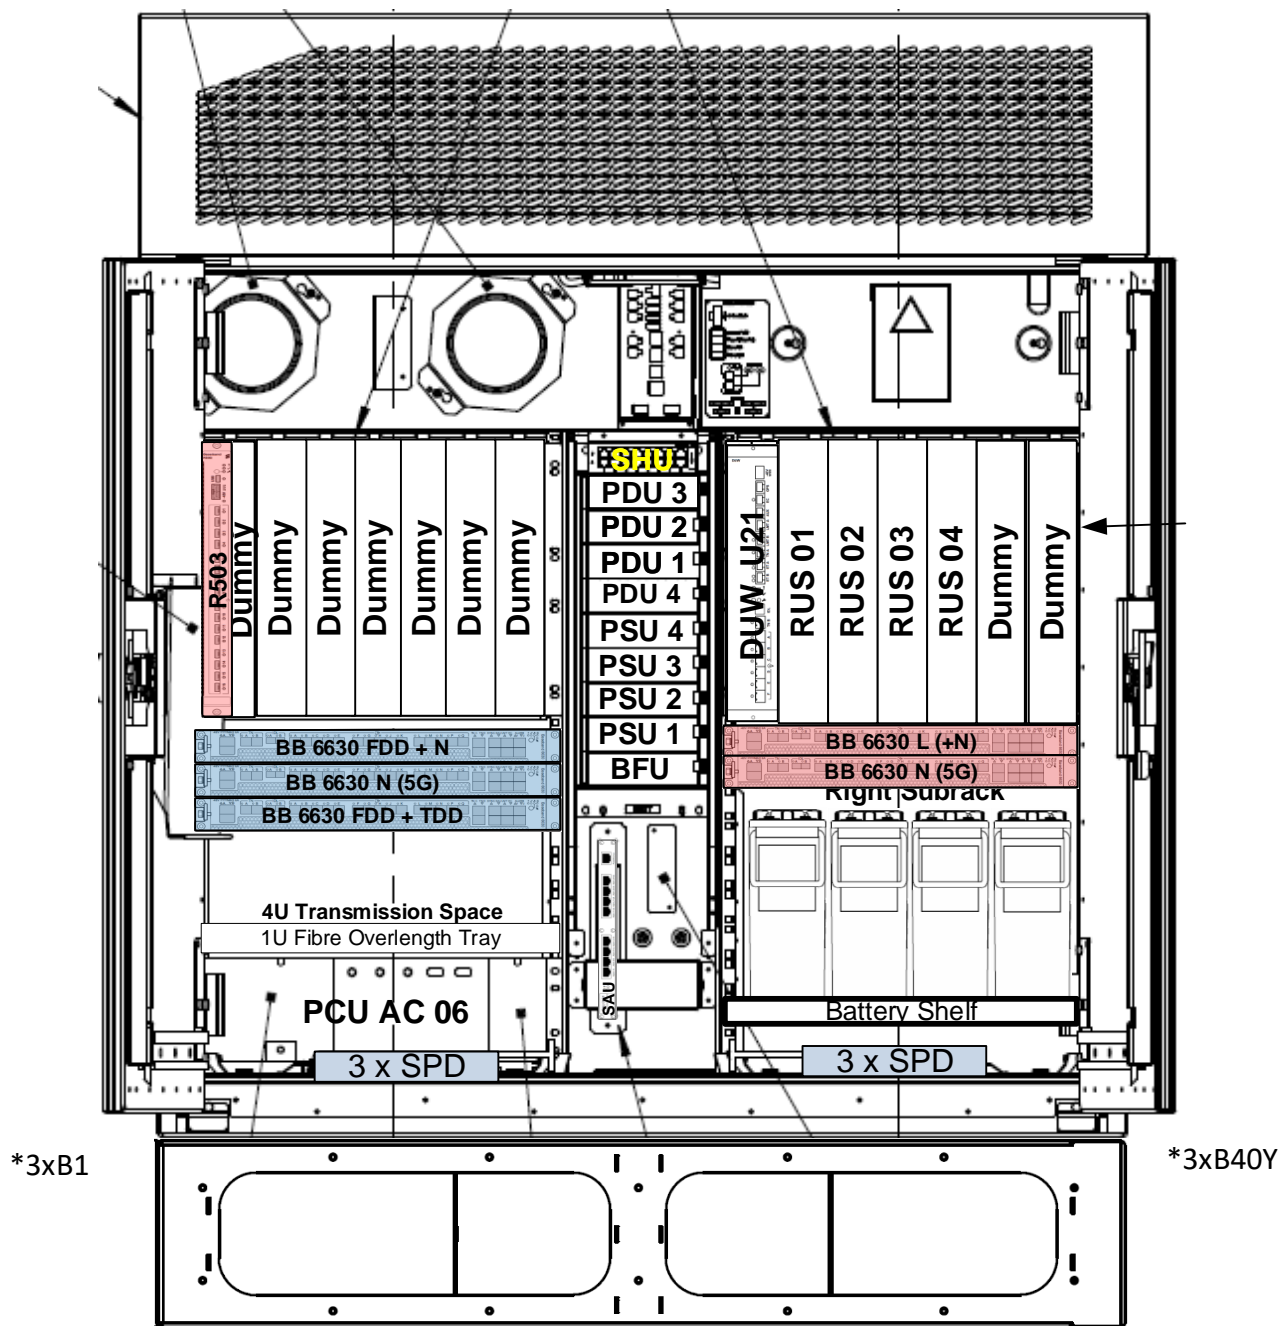 SHU
PDU 3
PDU 2
PDU 1
PDU 4
PSU 4
PSU 3
PSU 2
PSU 1
BFU
R503
Dummy
Dummy
Dummy
Dummy
Dummy
Dummy
Dummy
DUW U21
RUS 01
RUS 02
RUS 03
RUS 04
Dummy
Dummy
BB 6630 FDD + N
BB 6630 N (5G)
BB 6630 FDD + TDD
BB 6630 L (+N)
BB 6630 N (5G)
Right Subrack
4U Transmission Space
1U Fibre Overlength Tray
PCU AC 06
SAU
Battery Shelf
3 x SPD
3 x SPD
*3xB1
*3xB40Y